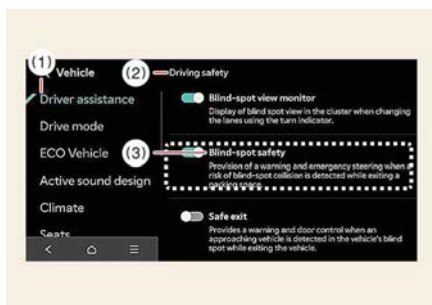 (1)
Vehicle
(2)
Driving safety
Driver assistance
Drive mode
ECO Vehicle
Active sound design
Climate
Seats
Blind-spot view monitor
Display of blind spot view in the cluster when changing
the lanes using the turn indicator.
(3)
Blind-spot safety
Provision of a warning and emergency steering when a
risk of blind-spot collision is detected while exiting a
parking space.
Safe exit
Provides a warning and door control when an
approaching vehicle is detected in the vehicle's blind
spot while exiting the vehicle.